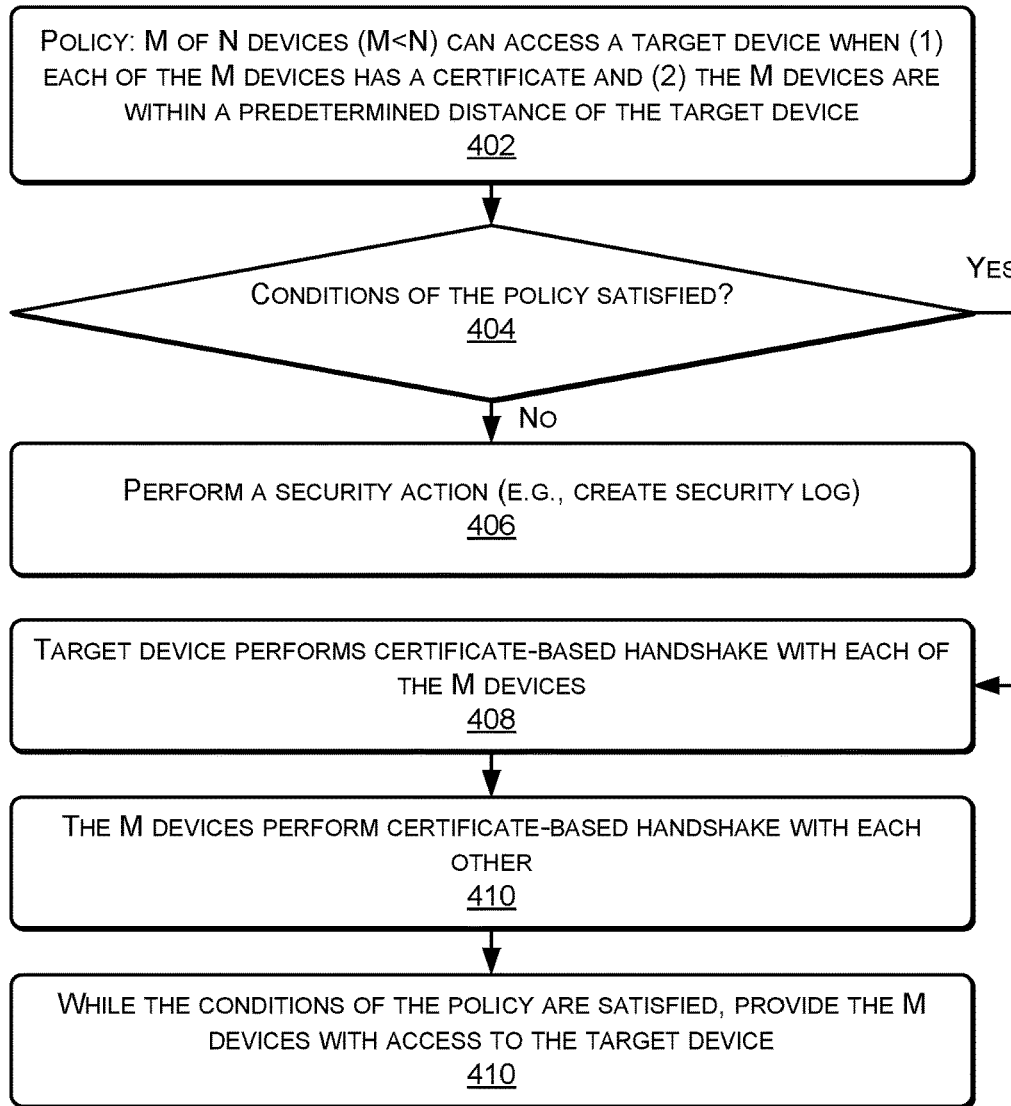 POLICY: M OF N DEVICES (M<N) CAN ACCESS A TARGET DEVICE WHEN (1)
EACH OF THE M DEVICES HAS A CERTIFICATE AND (2) THE M DEVICES ARE
WITHIN A PREDETERMINED DISTANCE OF THE TARGET DEVICE
402
YES
CONDITIONS OF THE POLICY SATISFIED?
404
NO
PERFORM A SECURITY ACTION (E.G., CREATE SECURITY LOG)
406
TARGET DEVICE PERFORMS CERTIFICATE-BASED HANDSHAKE WITH EACH OF
THE M DEVICES
408
THE M DEVICES PERFORM CERTIFICATE-BASED HANDSHAKE WITH EACH
OTHER
410
WHILE THE CONDITIONS OF THE POLICY ARE SATISFIED, PROVIDE THE M
DEVICES WITH ACCESS TO THE TARGET DEVICE
410